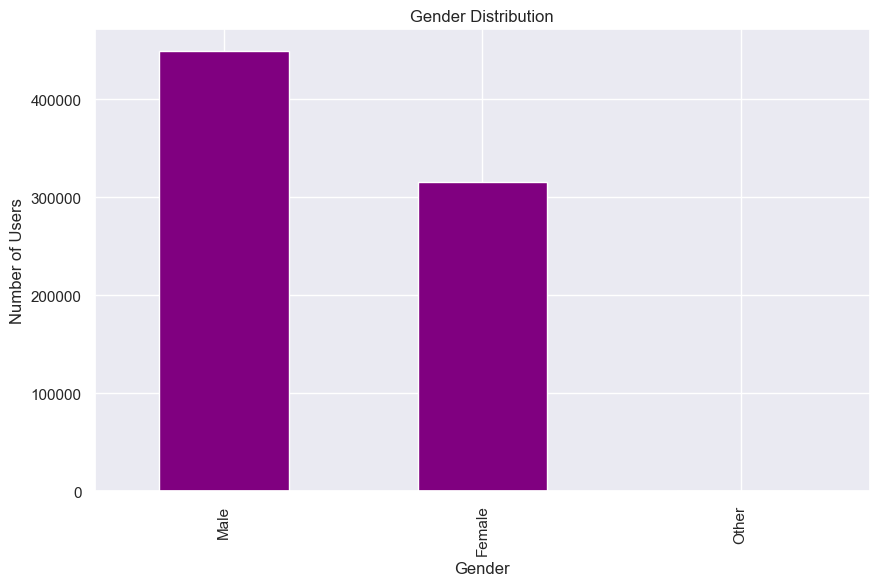 Gender Distribution
400000
300000
200000
100000
0
Number of Users
Male
Female
Other
Gender